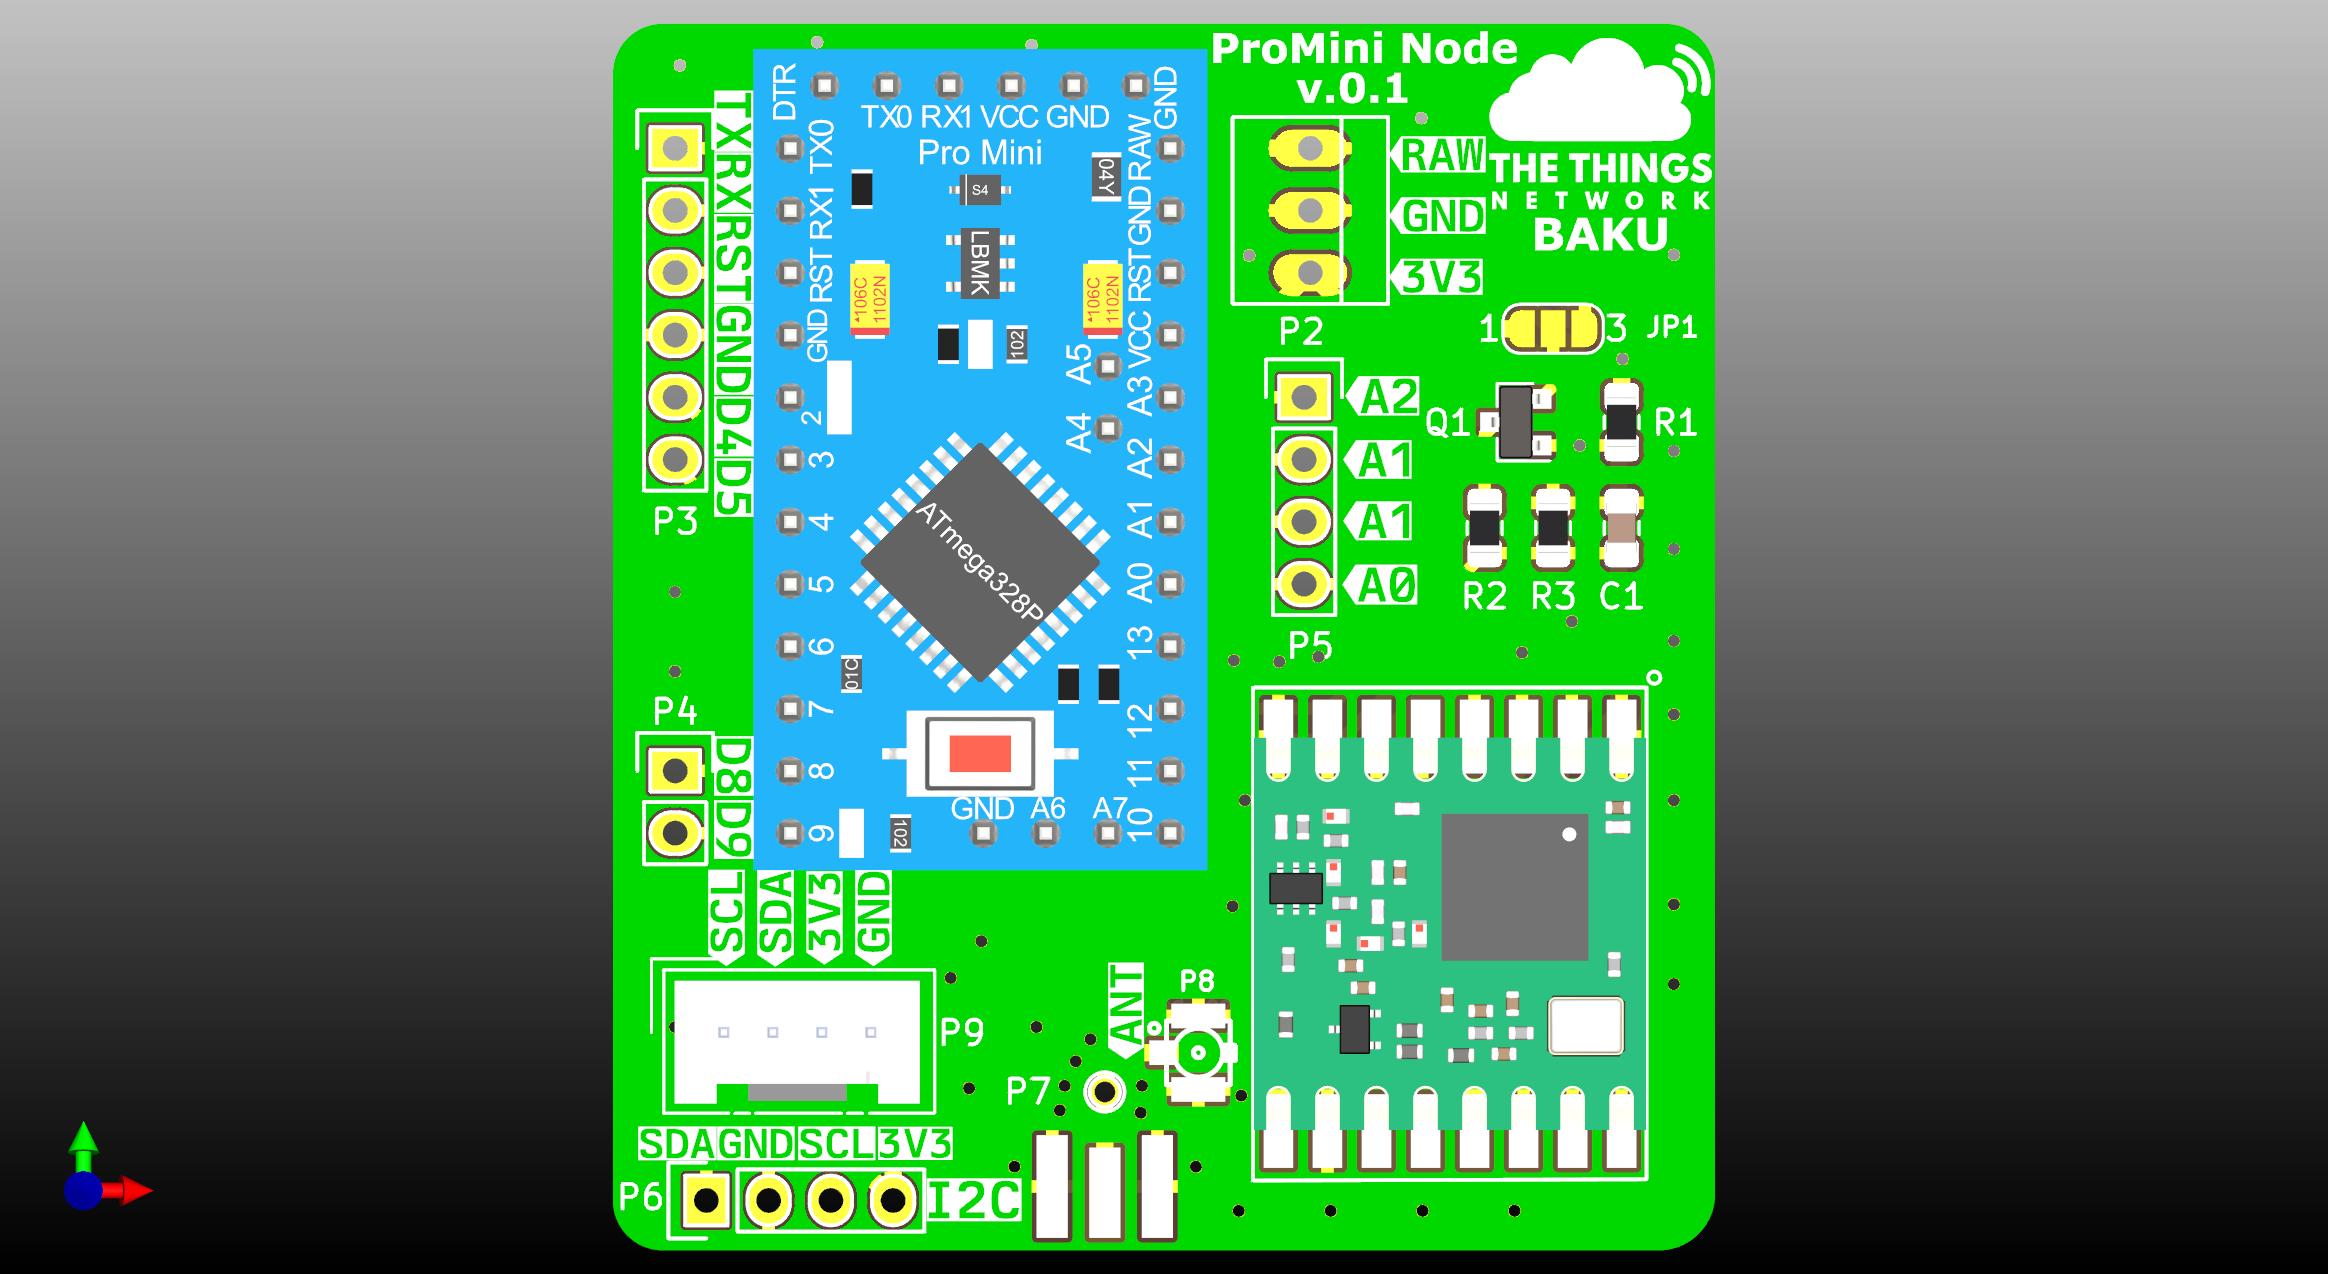 ProMini Node
v.0.1
THE THINGS
NETWORK
BAKU
TX
RX
RST
GND
D4
D5
P3
P4
D8
D9
DTR
TX0 RX1 VCC GND
GND
Pro Mini
TX0
RX1
RST
GND
2
3
4
5
6
7
8
9
RAW
GND
RST
VCC
A3
A2
A1
A0
13
12
11
10
S4
04Y
LBMK
106C
1102N
106C
1102N
102
A5
A4
ATmega328P
01C
102
GND A6 A7
RAW
GND
3V3
P2
1
3
JP1
A2
A1
A1
A0
P5
Q1
R1
R2
R3
C1
SCL
SDA
3V3
GND
P9
ANT
P8
P7
SDA
GND
SCL
3V3
P6
I2C